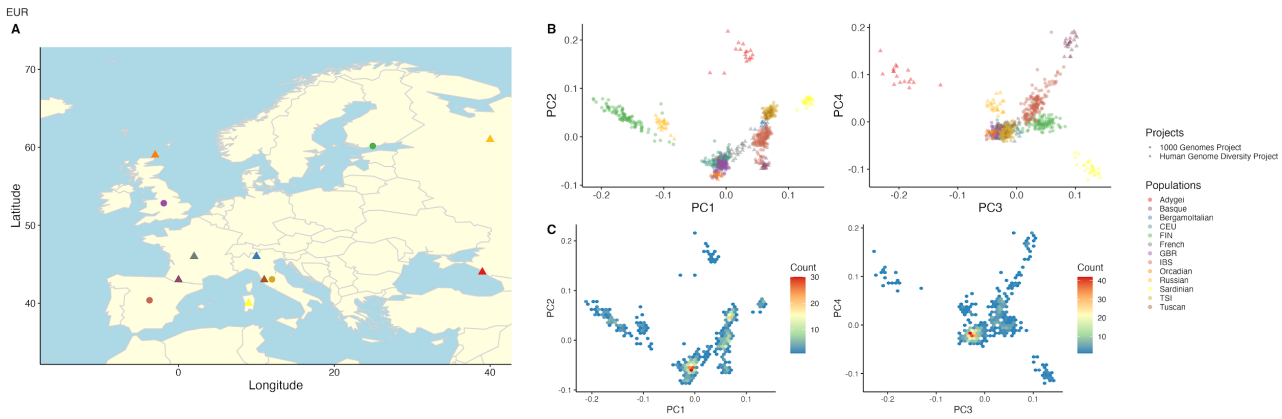 EUR
A
70
60
50
40
Latitude
0
20
40
Longitude
B
0.2
0.1
0.0
-0.1
PC2
-0.2
-0.1
0.0
0.1
PC1
0.2
0.1
0.0
-0.1
PC4
-0.2
-0.1
0.0
0.1
PC3
C
0.2
0.1
0.0
-0.1
PC2
-0.2
-0.1
0.0
0.1
PC1
Count
30
20
10
0.2
0.1
0.0
-0.1
PC4
-0.2
-0.1
0.0
0.1
PC3
Count
40
30
20
10
Projects
1000 Genomes Project
Human Genome Diversity Project
Populations
Adygei
Basque
BergamoItalian
CEU
FIN
French
GBR
IBS
Orcadian
Russian
Sardinian
TSI
Tuscan